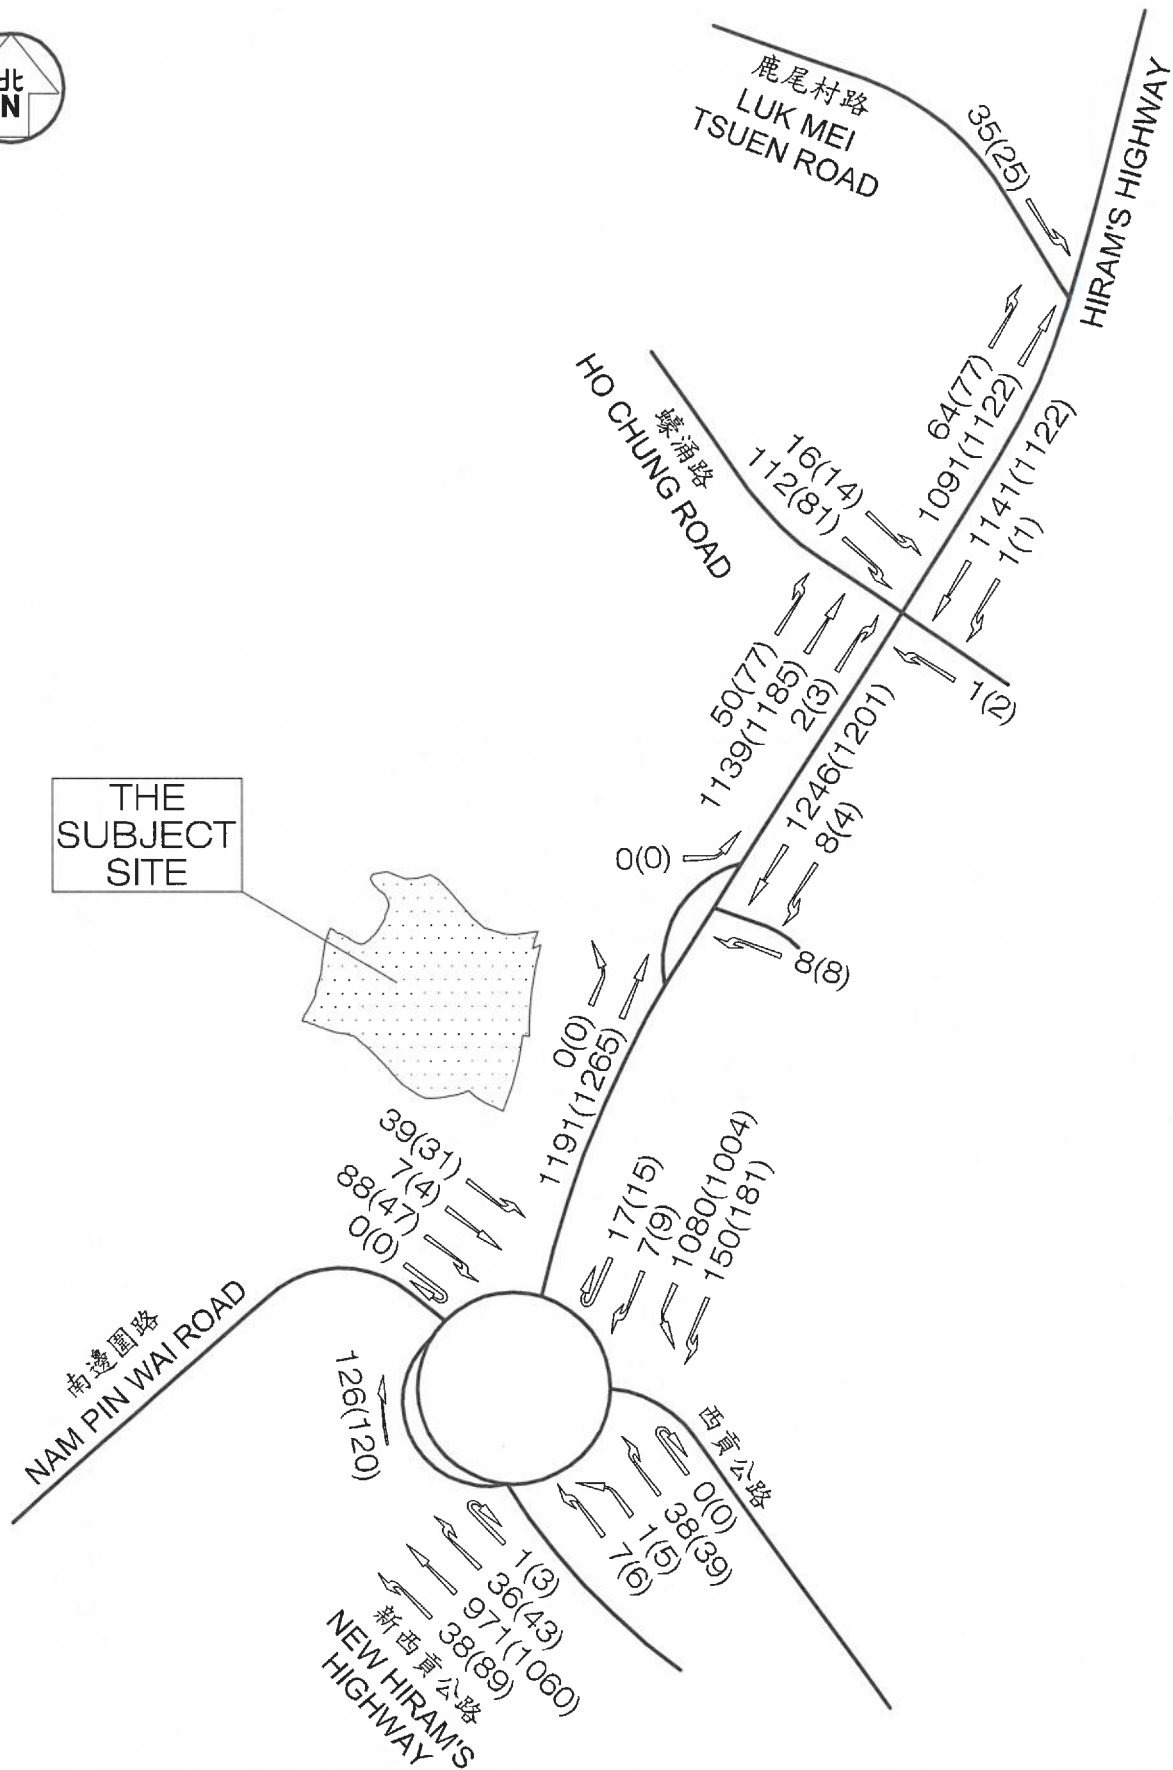 北
N
鹿尾村路
LUK MEI
TSUEN ROAD
35(25)
HIRAM'S HIGHWAY
64(77)
1091(1122)
1141(1122)
1(1)
蠔涌路
HO CHUNG ROAD
16(14)
112(81)
50(77)
1139(1185)
2(3)
1(2)
1246(1201)
8(4)
THE
SUBJECT
SITE
0(0)
8(8)
0(0)
1191(1265)
39(31)
7(4)
88(47)
0(0)
17(15)
7(9)
1080(1004)
150(181)
南邊圍路
NAM PIN WAI ROAD
126(120)
西貢公路
0(0)
38(39)
1(5)
7(6)
1(3)
36(43)
971(1060)
38(89)
新西貢公路
NEW HIRAM'S
HIGHWAY